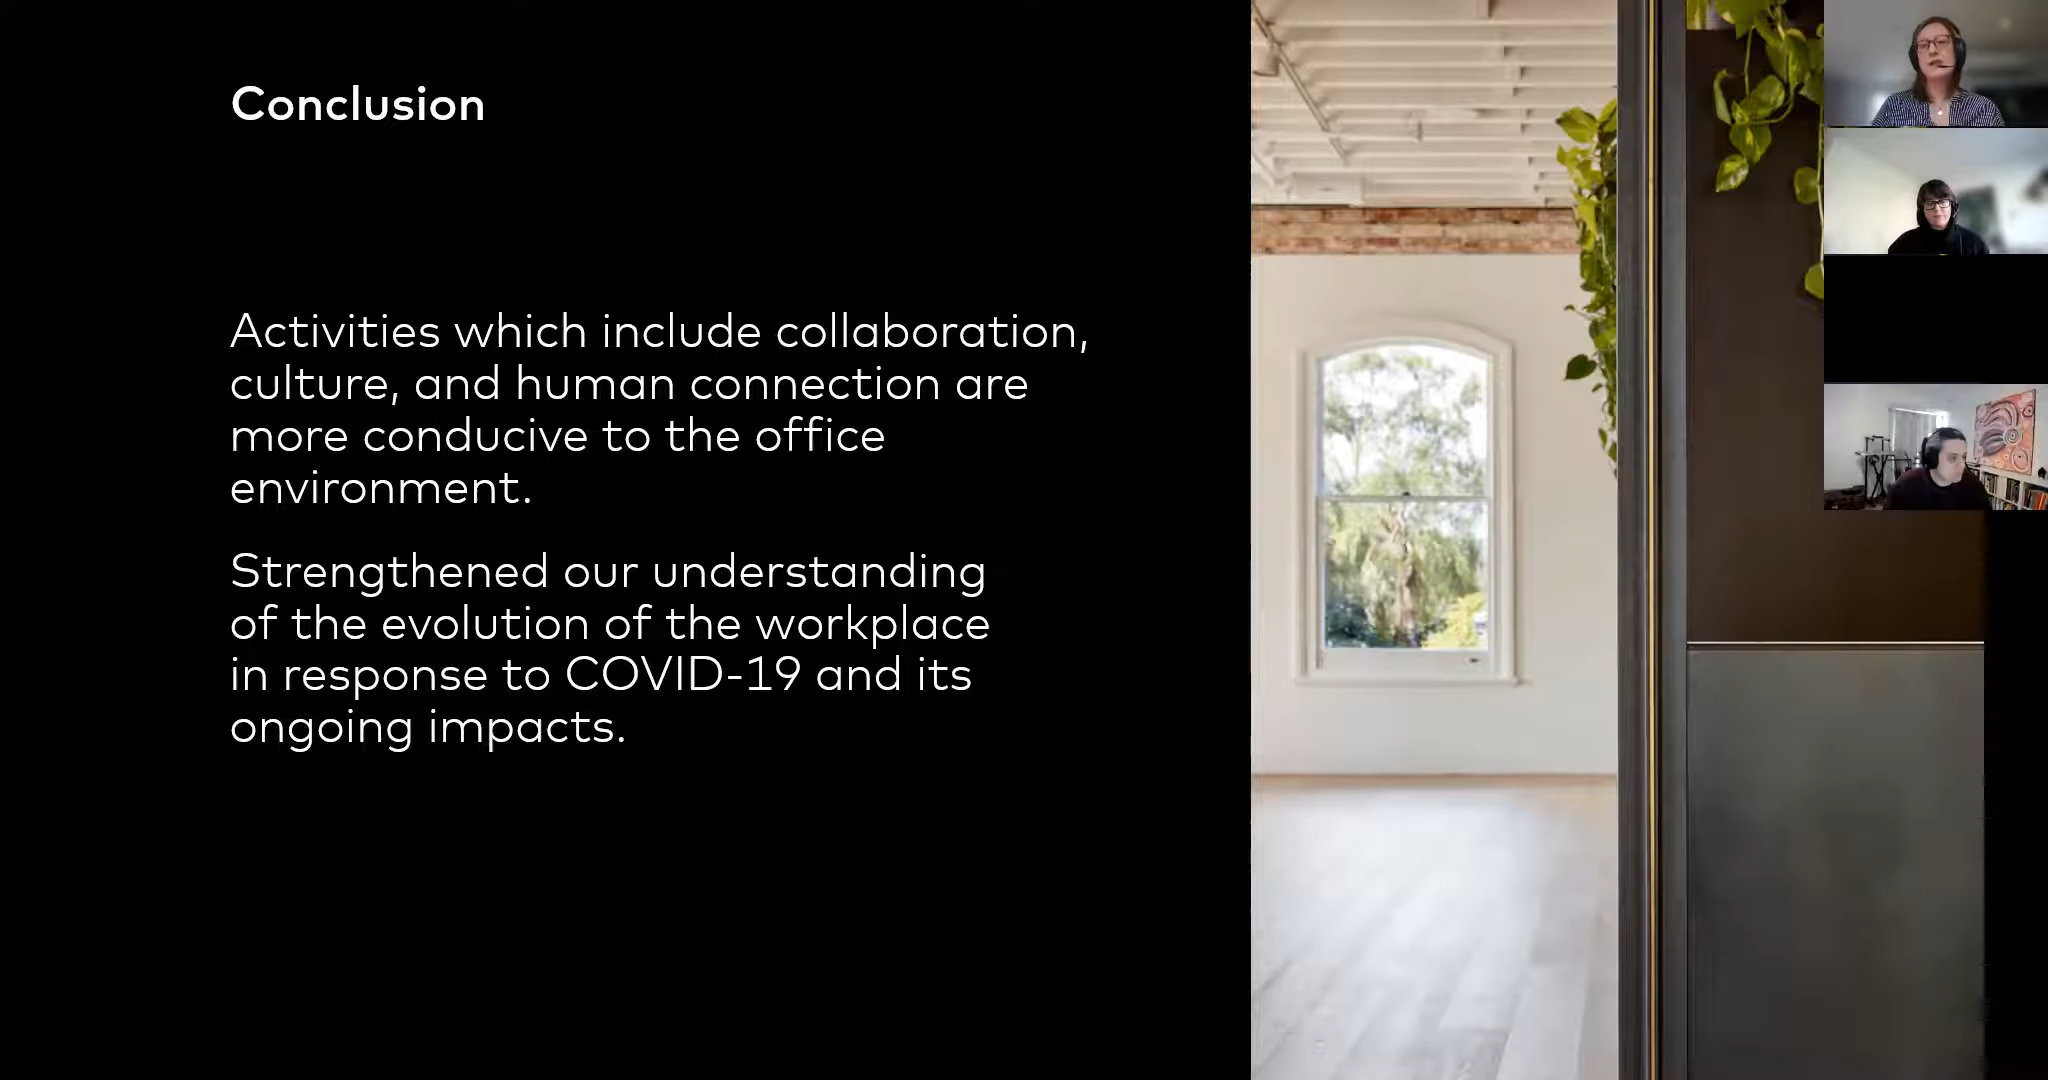 Conclusion
Activities which include collaboration,
culture, and human connection are
more conducive to the office
environment.
Strengthened our understanding
of the evolution of the workplace
in response to COVID-19 and its
ongoing impacts.